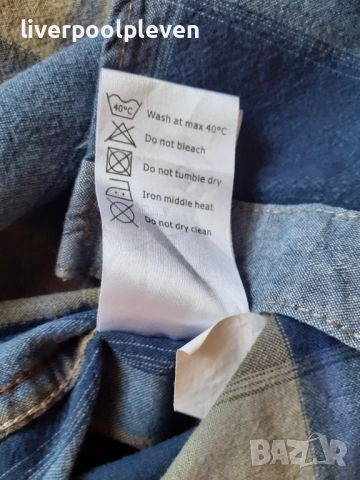 liverpoolpleven
40°C Wash at max 40°C
Do not bleach
Do not tumble dry
Iron middle heat
Do not dry clean
BAZAR